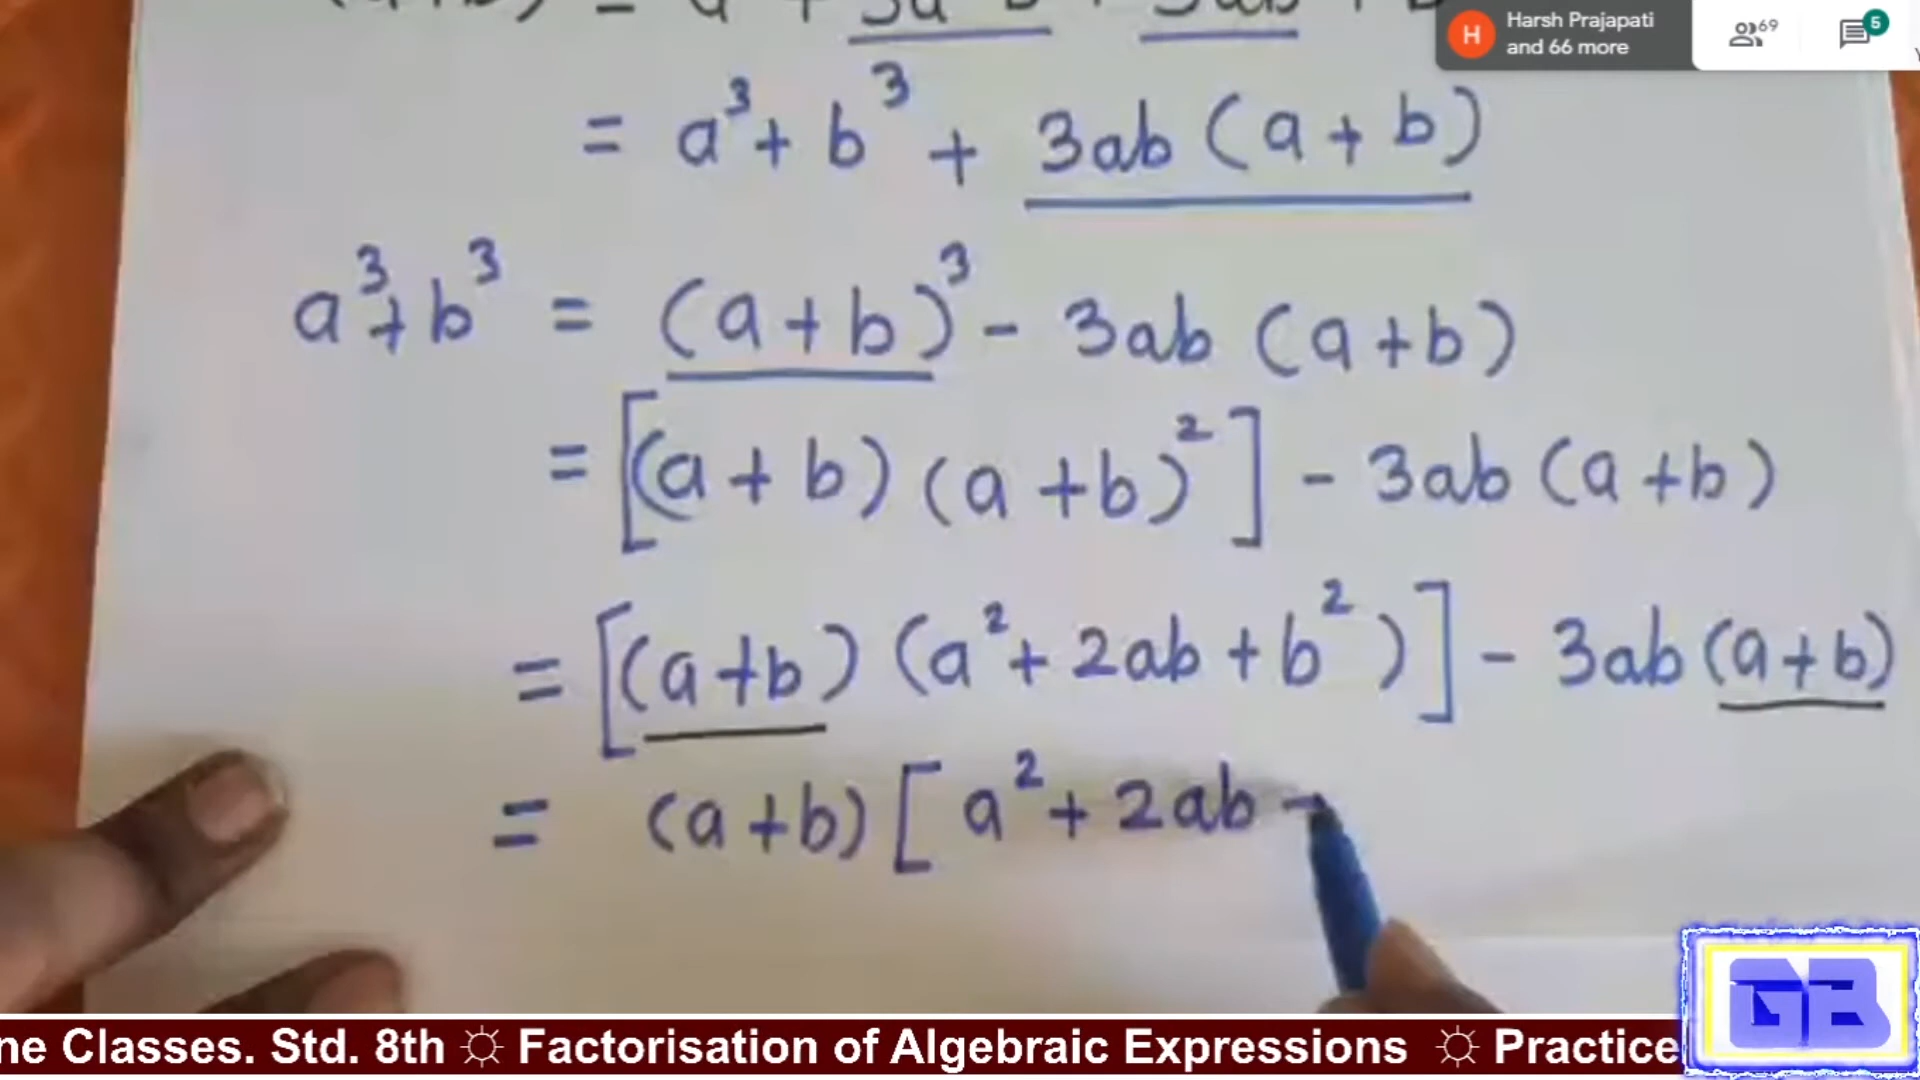 Harsh Prajapati
and 66 more
69
5
= a³ + b³ + 3ab (a + b)
a³ + b³ = (a + b)³ - 3ab (a + b)
= [(a + b) (a + b)²] - 3ab (a + b)
= [(a + b) (a² + 2ab + b²)] - 3ab (a + b)
= (a + b) [a² + 2ab
ne Classes. Std. 8th ☼ Factorisation of Algebraic Expressions ☼ Practice
GB